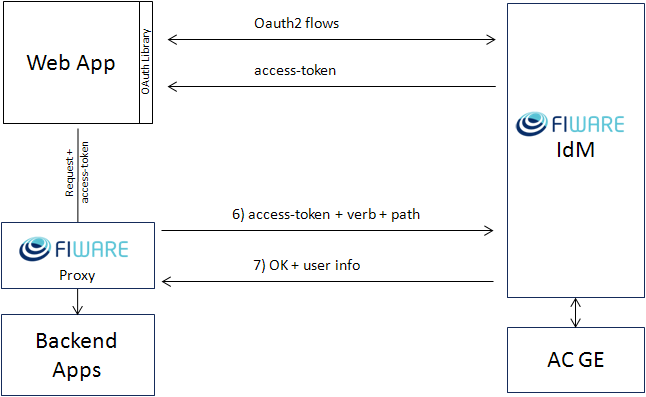 Oauth2 flows
Web App
OAuth Library
access-token
FIWARE
IdM
Request +
access-token
6) access-token + verb + path
FIWARE
Proxy
7) OK + user info
Backend
Apps
AC GE